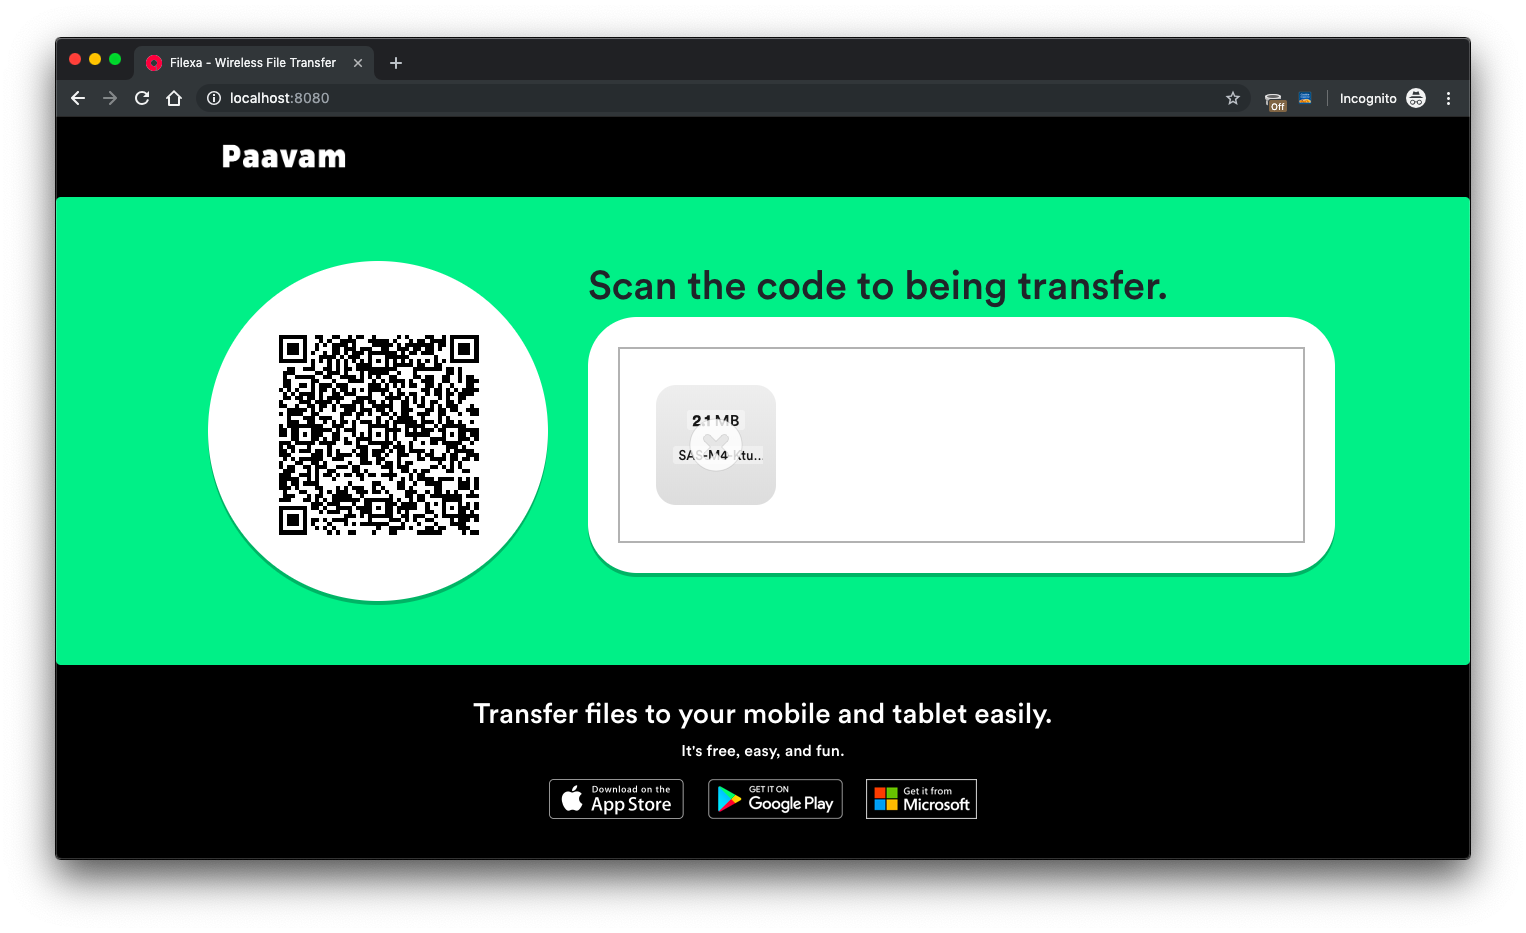 Filexa - Wireless File Transfer
localhost:8080
Off
Incognito
Paavam
Scan the code to being transfer.
2.1 MB
SAS-M4-Ktu...
Transfer files to your mobile and tablet easily.
It's free, easy, and fun.
Download on the
App Store
GET IT ON
Google Play
Get it from
Microsoft